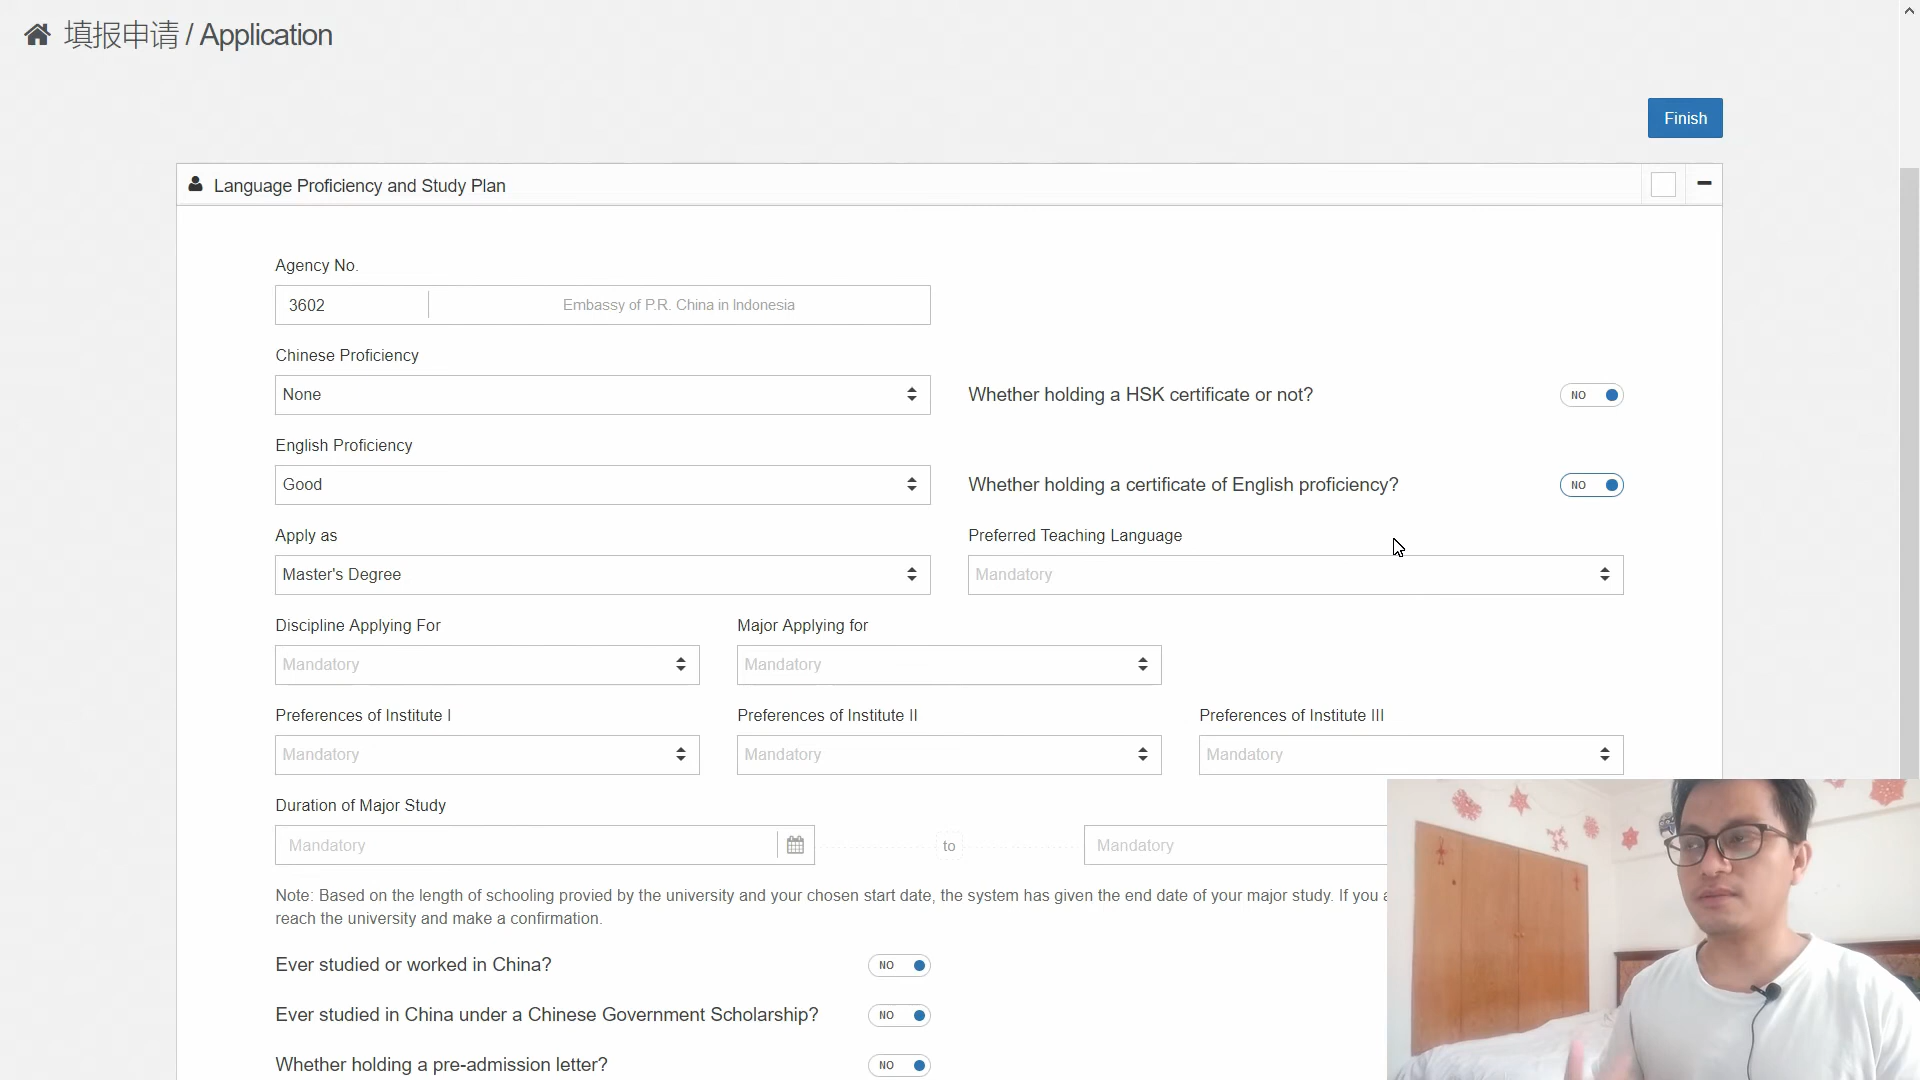 填报申请 / Application
Finish
Language Proficiency and Study Plan
Agency No.
3602
Embassy of P.R. China in Indonesia
Chinese Proficiency
None
Whether holding a HSK certificate or not?
NO
English Proficiency
Good
Whether holding a certificate of English proficiency?
NO
Apply as
Preferred Teaching Language
Master's Degree
Mandatory
Discipline Applying For
Major Applying for
Mandatory
Mandatory
Preferences of Institute I
Preferences of Institute II
Preferences of Institute III
Mandatory
Mandatory
Mandatory
Duration of Major Study
Mandatory
to
Mandatory
Note: Based on the length of schooling provied by the university and your chosen start date, the system has given the end date of your major study. If you
reach the university and make a confirmation.
Ever studied or worked in China?
NO
Ever studied in China under a Chinese Government Scholarship?
NO
Whether holding a pre-admission letter?
NO